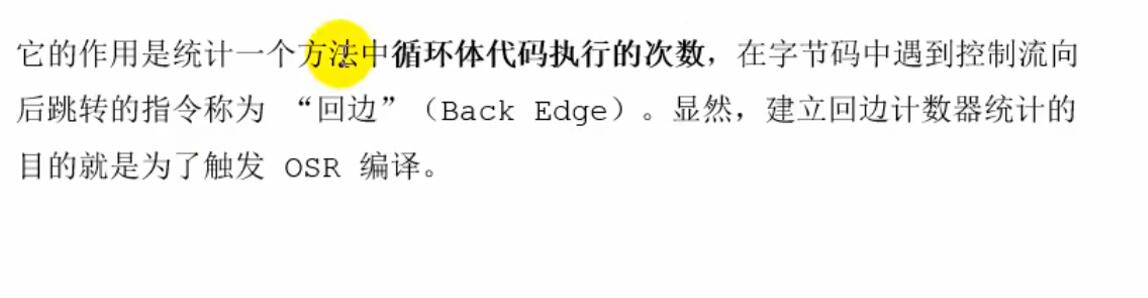 它的作用是统计一个方法中循环体代码执行的次数，在字节码中遇到控制流向
后跳转的指令称为 “回边”（Back Edge）。显然，建立回边计数器统计的
目的就是为了触发 OSR 编译。